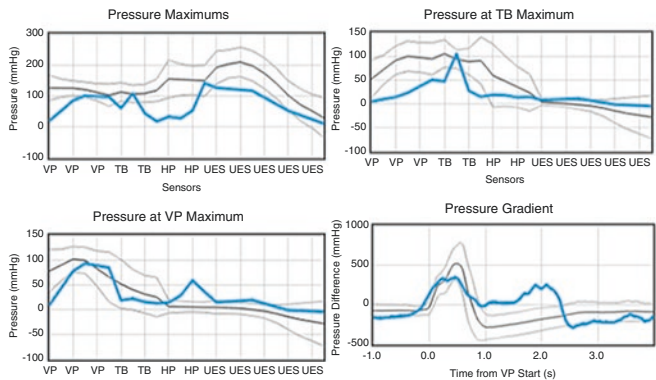 Pressure Maximums
300
200
100
0
-100
Pressure (mmHg)
VP VP VP TB TB HP HP UES UES UES UES UES
Sensors
Pressure at TB Maximum
150
100
50
0
-50
-100
Pressure (mmHg)
VP VP VP TB TB HP HP UES UES UES UES UES
Sensors
Pressure at VP Maximum
150
100
50
0
-50
-100
Pressure (mmHg)
VP VP VP TB TB HP HP UES UES UES UES UES
Pressure Gradient
1000
500
0
-500
Pressure Difference (mmHg)
-1.0 0.0 1.0 2.0 3.0
Time from VP Start (s)